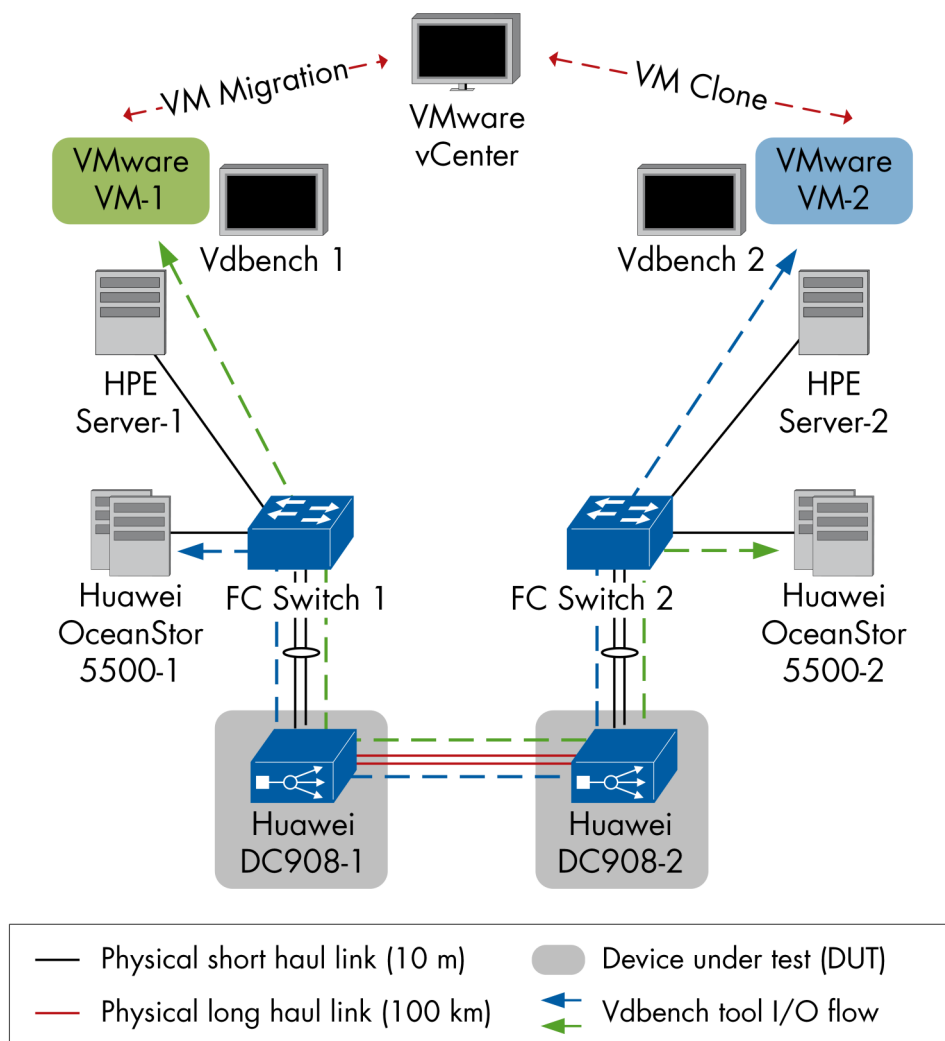 VM Migration
VM Clone
VMware
vCenter
VMware
VM-1
VMware
VM-2
Vdbench 1
Vdbench 2
HPE
Server-1
HPE
Server-2
FC Switch 1
FC Switch 2
Huawei
OceanStor
5500-1
Huawei
OceanStor
5500-2
Huawei
DC908-1
Huawei
DC908-2
Physical short haul link (10 m)
Device under test (DUT)
Physical long haul link (100 km)
Vdbench tool I/O flow